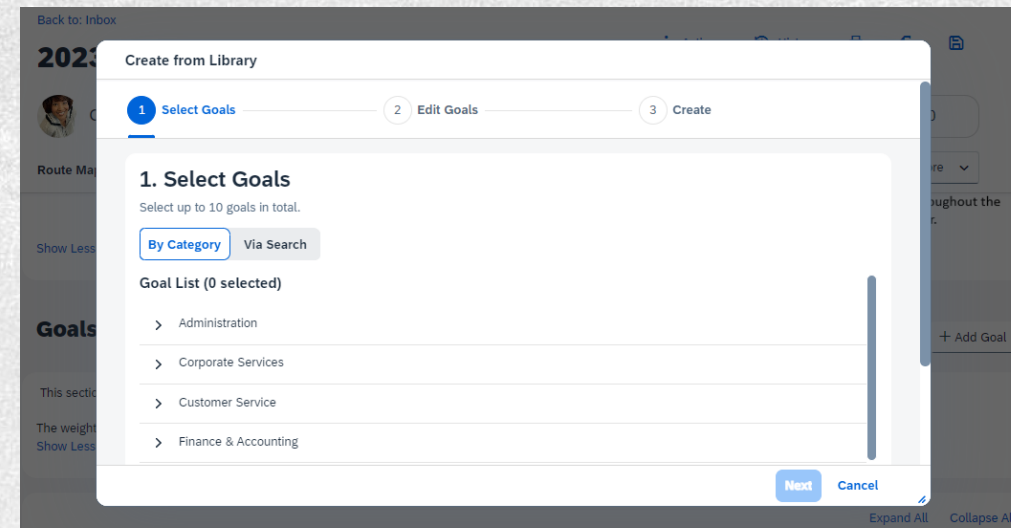 Back to: Inbox
2023
Create from Library
1 Select Goals
2 Edit Goals
3 Create
Route Ma
1. Select Goals
Select up to 10 goals in total.
oughout the
Show Less
By Category
Via Search
Goal List (0 selected)
Administration
Goals
+ Add Goal
Corporate Services
This sectio
Customer Service
The weight
Show Less
Finance & Accounting
Next
Cancel
Expand All
Collapse Al